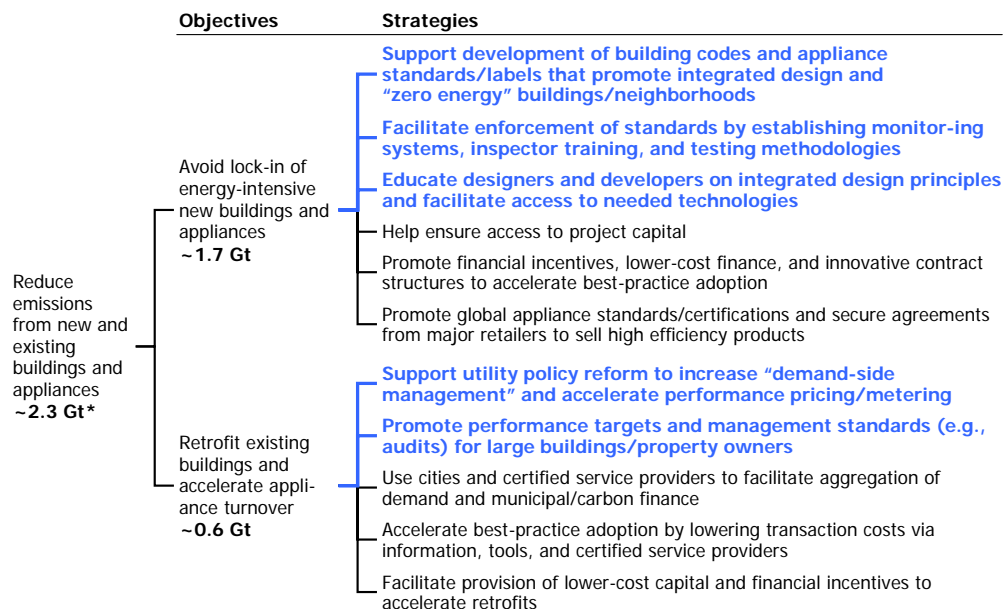 Objectives
Strategies
Support development of building codes and appliance
standards/labels that promote integrated design and
“zero energy” buildings/neighborhoods
Facilitate enforcement of standards by establishing monitor-ing
systems, inspector training, and testing methodologies
Educate designers and developers on integrated design principles
and facilitate access to needed technologies
Help ensure access to project capital
Promote financial incentives, lower-cost finance, and innovative contract
structures to accelerate best-practice adoption
Promote global appliance standards/certifications and secure agreements
from major retailers to sell high efficiency products
Avoid lock-in of
energy-intensive
new buildings and
appliances
~1.7 Gt
Reduce
emissions
from new and
existing
buildings and
appliances
~2.3 Gt*
Support utility policy reform to increase “demand-side
management” and accelerate performance pricing/metering
Promote performance targets and management standards (e.g.,
audits) for large buildings/property owners
Use cities and certified service providers to facilitate aggregation of
demand and municipal/carbon finance
Accelerate best-practice adoption by lowering transaction costs via
information, tools, and certified service providers
Facilitate provision of lower-cost capital and financial incentives to
accelerate retrofits
Retrofit existing
buildings and
accelerate appli-
ance turnover
~0.6 Gt